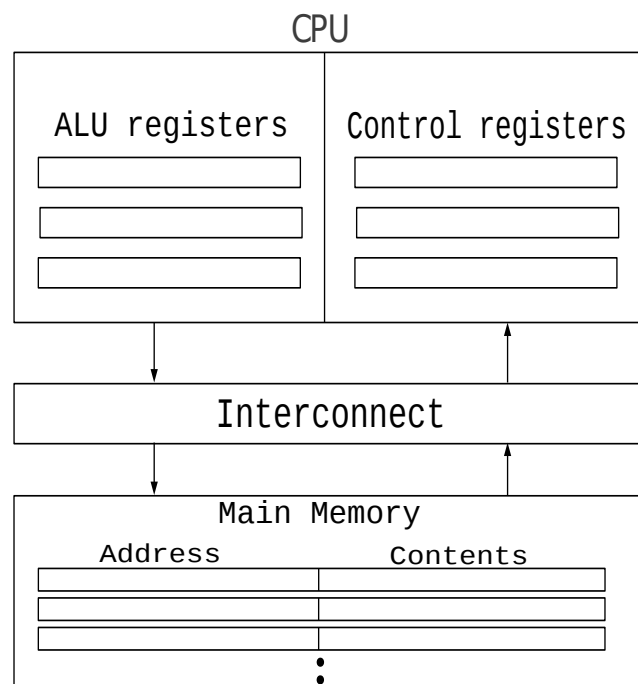 CPU
ALU registers
Control registers
Interconnect
Main Memory
Address
Contents